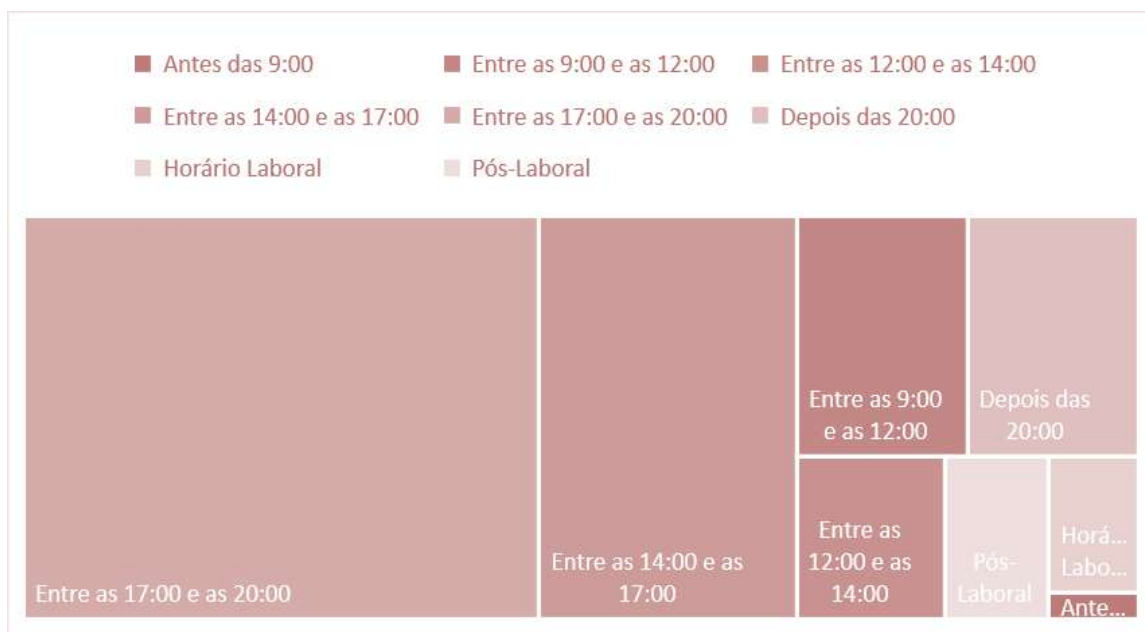 Antes das 9:00
Entre as 9:00 e as 12:00
Entre as 12:00 e as 14:00
Entre as 14:00 e as 17:00
Entre as 17:00 e as 20:00
Depois das 20:00
Horário Laboral
Pós-Laboral
Entre as 17:00 e as 20:00
Entre as 14:00 e as
17:00
Entre as 9:00
e as 12:00
Depois das
20:00
Entre as
12:00 e as
14:00
Pós-
Laboral
Horá...
Labo...
Ante...